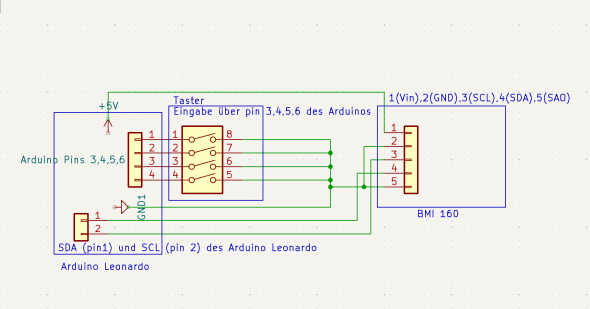 1(Vin),2(GND),3(SCL),4(SDA),5(SAO)
Taster
+5V
Eingabe über pin 3,4,5,6 des Arduinos
1 1 8
2 2 7
3 3 6
4 4 5
Arduino Pins 3,4,5,6
1
2
3
4
5
GND1
BMI 160
1
2
SDA (pin1) und SCL (pin 2) des Arduino Leonardo
Arduino Leonardo